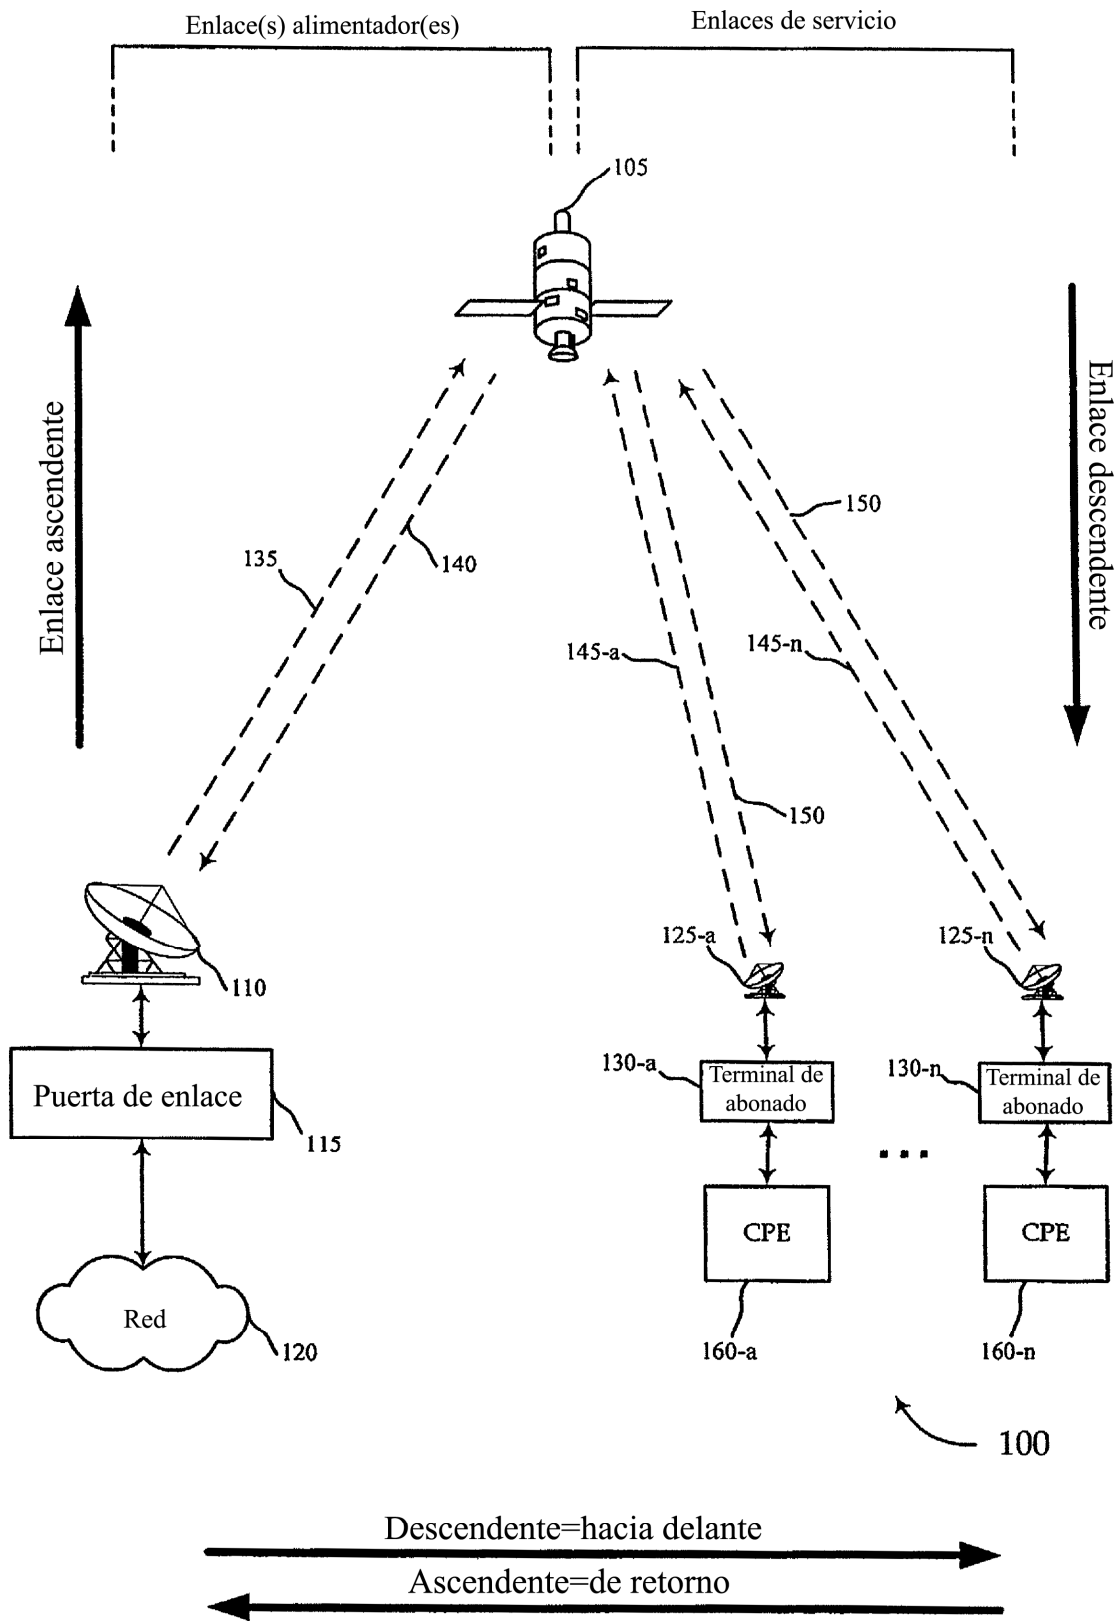 Enlace(s) alimentador(es)
Enlaces de servicio
105
Enlace ascendente
Enlace descendente
150
135
140
145-a
145-n
150
125-a
125-n
110
130-a
Terminal de
abonado
130-n
Terminal de
abonado
Puerta de enlace
115
...
CPE
CPE
Red
120
160-a
160-n
100
Descendente=hacia delante
Ascendente=de retorno